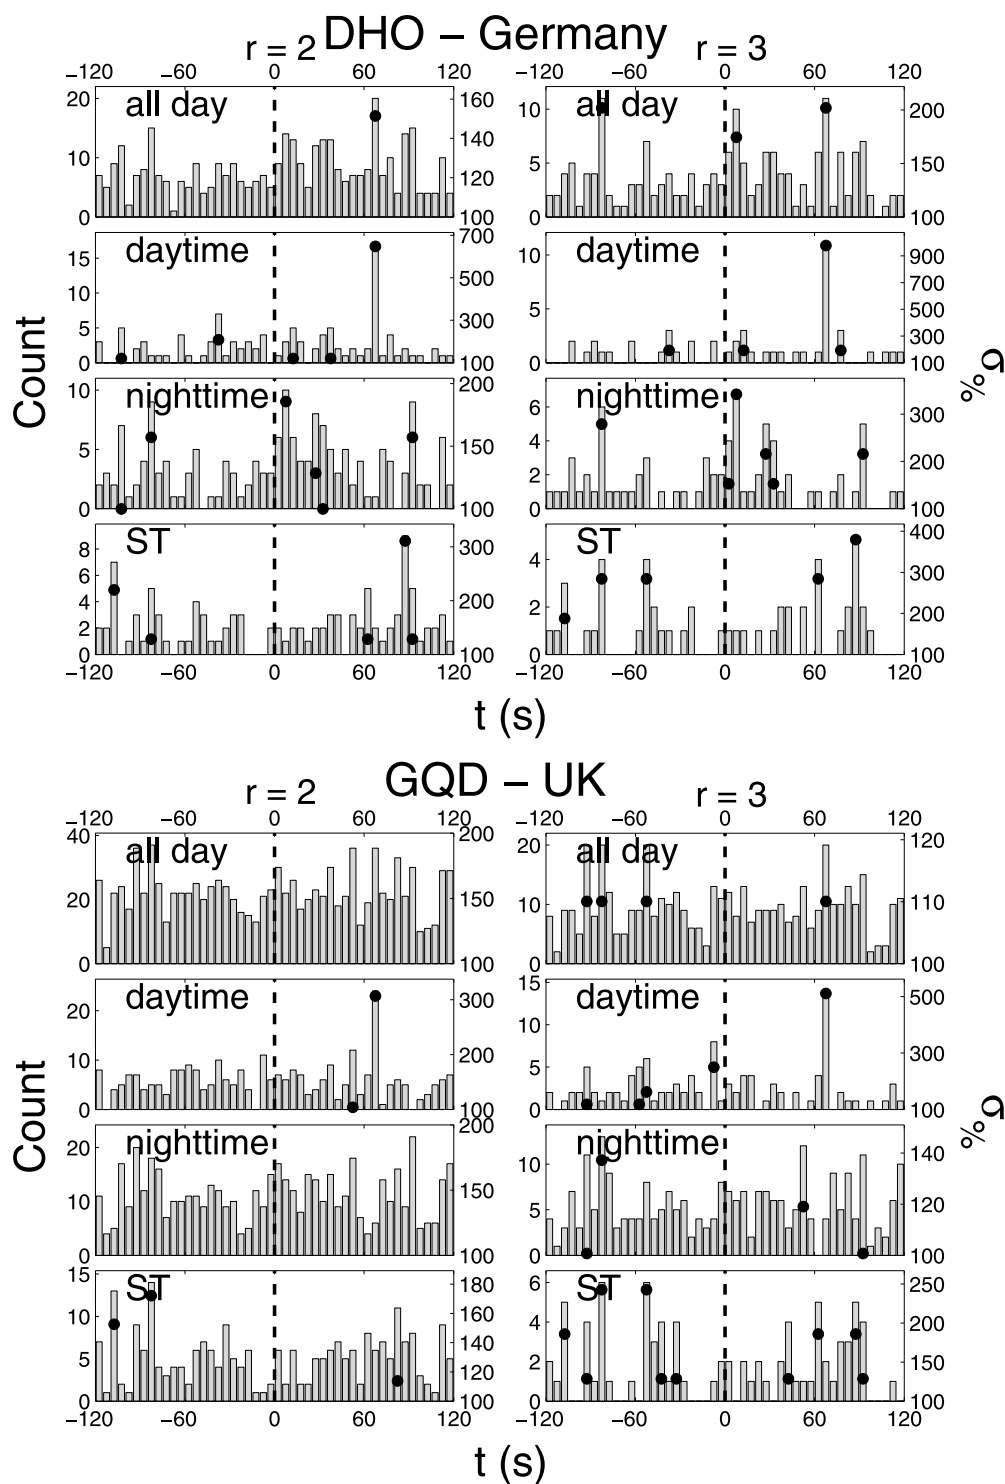 DHO – Germany
r = 2 r = 3
−120 −60 0 60 120 −120 −60 0 60 120
20 all day 160 10 all day 200
15 140
10 120 5 150
5
0 100 0 100
15 daytime 700 10 daytime 900
10 500 700
5 300 5 500
300
0 100 0 100
Count
σ%
10 nighttime 200 6 nighttime 300
5 150 4 200
2
0 100 0 100
8 ST 300 4 ST 400
6 300
4 200 2 200
2
0 100 0 100
−120 −60 0 60 120 −120 −60 0 60 120
t (s)
GQD – UK
r = 2 r = 3
−120 −60 0 60 120 −120 −60 0 60 120
40 all day 200 20 all day 120
20 150 10 110
0 100 0 100
20 daytime 300 15 daytime 500
10 200 10 300
5
0 100 0 100
Count
σ%
20 nighttime 200 10 nighttime 140
10 150 5 120
0 100 0 100
15 ST 180 6 ST 250
10 160 4 200
5 140 2 150
120
0 100 0 100
−120 −60 0 60 120 −120 −60 0 60 120
t (s)